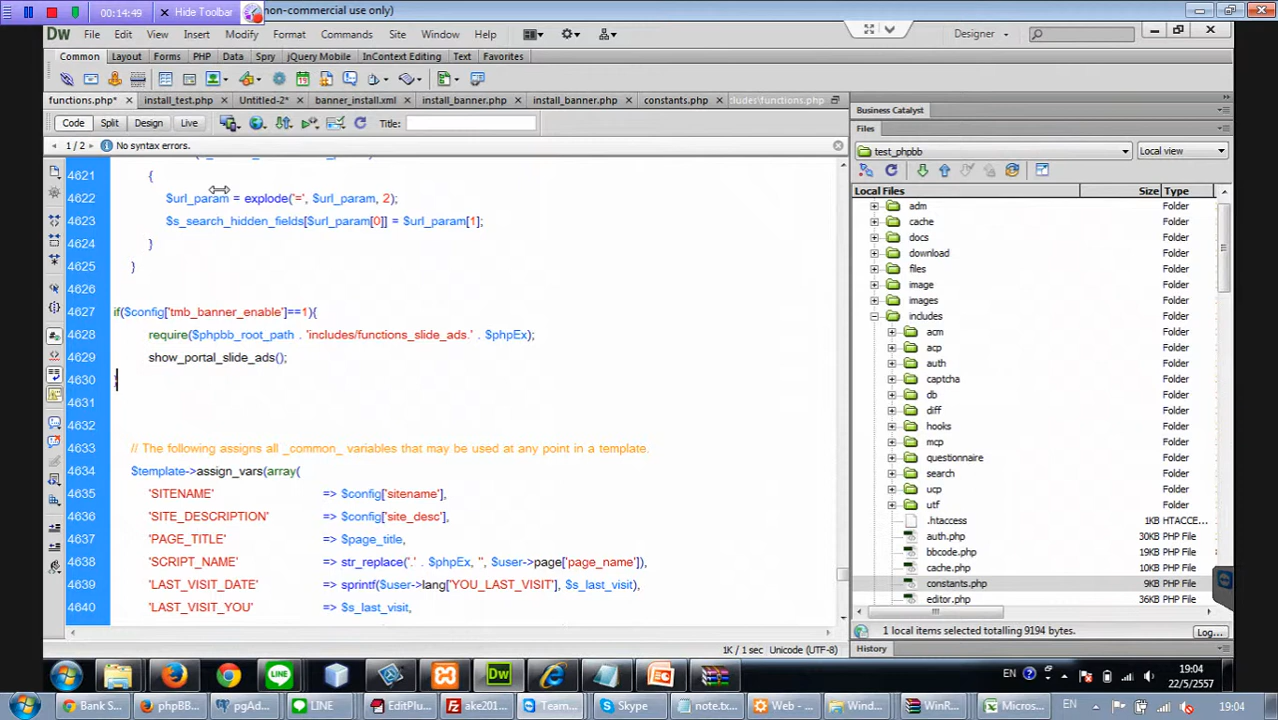 00:14:49 Hide Toolbar non-commercial use only)
Dw File Edit View Insert Modify Format Commands Site Window Help Designer
Common Layout Forms PHP Data Spry jQuery Mobile InContext Editing Text Favorites
functions.php* install_test.php Untitled-2* banner_install.xml install_banner.php install_banner.php constants.php cludes\functions.php
Code Split Design Live Title:
1 / 2 No syntax errors.
4621 {
4622 $url_param = explode('=', $url_param, 2);
4623 $s_search_hidden_fields[$url_param[0]] = $url_param[1];
4624 }
4625 }
4626
4627 if($config['tmb_banner_enable']==1){
4628 require($phpbb_root_path . 'includes/functions_slide_ads.' . $phpEx);
4629 show_portal_slide_ads();
4630 }
4631
4632
4633 // The following assigns all _common_ variables that may be used at any point in a template.
4634 $template->assign_vars(array(
4635 'SITENAME' => $config['sitename'],
4636 'SITE_DESCRIPTION' => $config['site_desc'],
4637 'PAGE_TITLE' => $page_title,
4638 'SCRIPT_NAME' => str_replace('.' . $phpEx, '', $user->page['page_name']),
4639 'LAST_VISIT_DATE' => sprintf($user->lang['YOU_LAST_VISIT'], $s_last_visit),
4640 'LAST_VISIT_YOU' => $s_last_visit,
1K / 1 sec Unicode (UTF-8)
Business Catalyst
Files
test_phpbb Local view
Local Files Size Type
adm Folder
cache Folder
docs Folder
download Folder
files Folder
image Folder
images Folder
includes Folder
acm Folder
acp Folder
auth Folder
captcha Folder
db Folder
diff Folder
hooks Folder
mcp Folder
questionnaire Folder
search Folder
ucp Folder
utf Folder
.htaccess 1KB HTACCE...
auth.php 30KB PHP File
bbcode.php 19KB PHP File
cache.php 10KB PHP File
constants.php 9KB PHP File
editor.php 36KB PHP File
1 local items selected totalling 9194 bytes. Log...
History
LINE Dw EN 19:04
22/5/2557
Bank S... phpBB... pgAd... LINE EditPl... ake201... Team... Skype note.tx... Web - ... Wind... WinR... Micros... EN 19:04